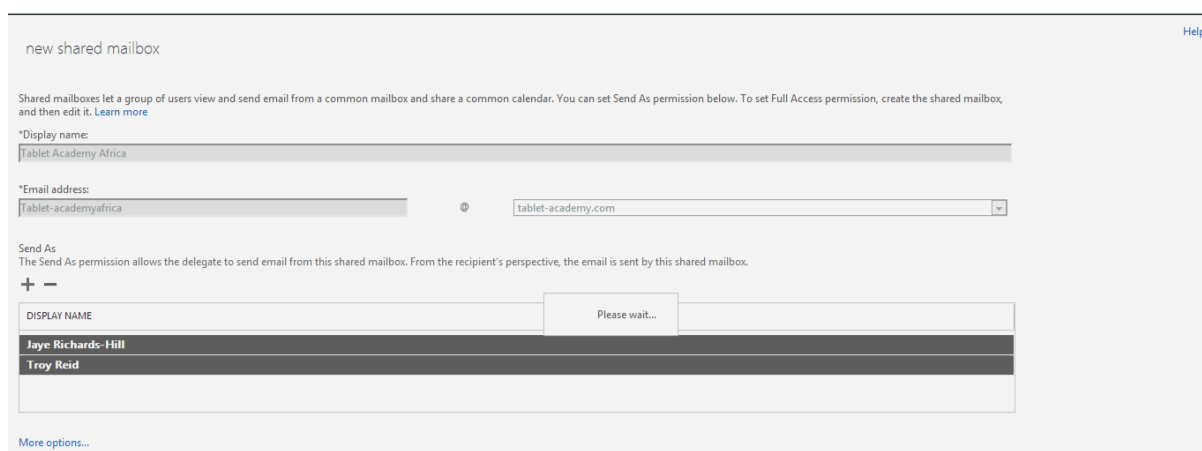 Help
new shared mailbox
Shared mailboxes let a group of users view and send email from a common mailbox and share a common calendar. You can set Send As permission below. To set Full Access permission, create the shared mailbox,
and then edit it. Learn more
*Display name:
Tablet Academy Africa
*Email address:
Tablet-academyafrica @ tablet-academy.com
Send As
The Send As permission allows the delegate to send email from this shared mailbox. From the recipient's perspective, the email is sent by this shared mailbox.
DISPLAY NAME
Please wait...
Jaye Richards-Hill
Troy Reid
More options...